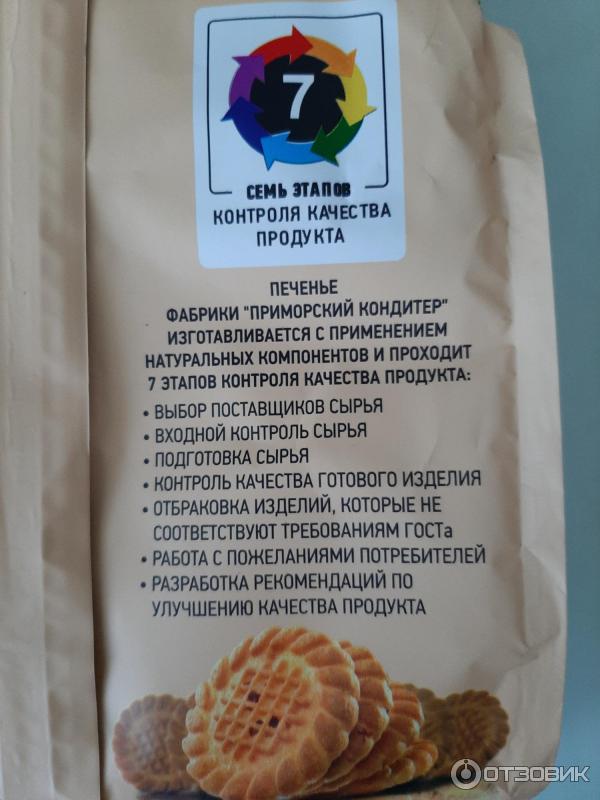 7
СЕМЬ ЭТАПОВ
КОНТРОЛЯ КАЧЕСТВА
ПРОДУКТА
ПЕЧЕНЬЕ
ФАБРИКИ "ПРИМОРСКИЙ КОНДИТЕР"
ИЗГОТАВЛИВАЕТСЯ С ПРИМЕНЕНИЕМ
НАТУРАЛЬНЫХ КОМПОНЕНТОВ И ПРОХОДИТ
7 ЭТАПОВ КОНТРОЛЯ КАЧЕСТВА ПРОДУКТА:
• ВЫБОР ПОСТАВЩИКОВ СЫРЬЯ
• ВХОДНОЙ КОНТРОЛЬ СЫРЬЯ
• ПОДГОТОВКА СЫРЬЯ
• КОНТРОЛЬ КАЧЕСТВА ГОТОВОГО ИЗДЕЛИЯ
• ОТБРАКОВКА ИЗДЕЛИЙ, КОТОРЫЕ НЕ
СООТВЕТСТВУЮТ ТРЕБОВАНИЯМ ГОСТа
• РАБОТА С ПОЖЕЛАНИЯМИ ПОТРЕБИТЕЛЕЙ
• РАЗРАБОТКА РЕКОМЕНДАЦИЙ ПО
УЛУЧШЕНИЮ КАЧЕСТВА ПРОДУКТА
ОТЗОВИК